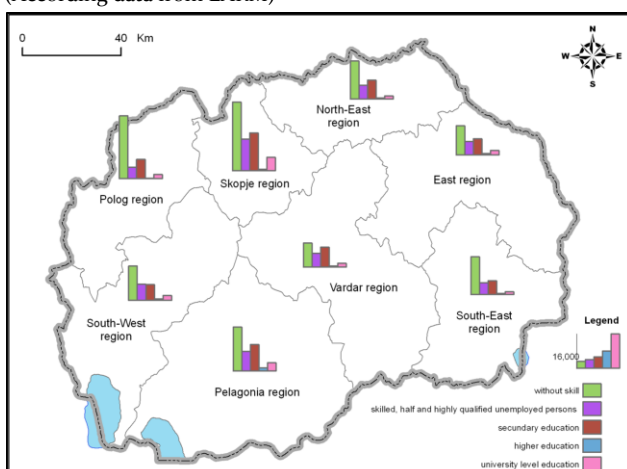 (According data from EARM)
0 40 Km
N
W E
S
North-East
region
Polog region
Skopje region
East region
Vardar region
South-West
region
South-East
region
Pelagonia region
Legend
16,000
without skill
skilled, half and highly qualified unemployed persons
secundary education
higher education
university level education